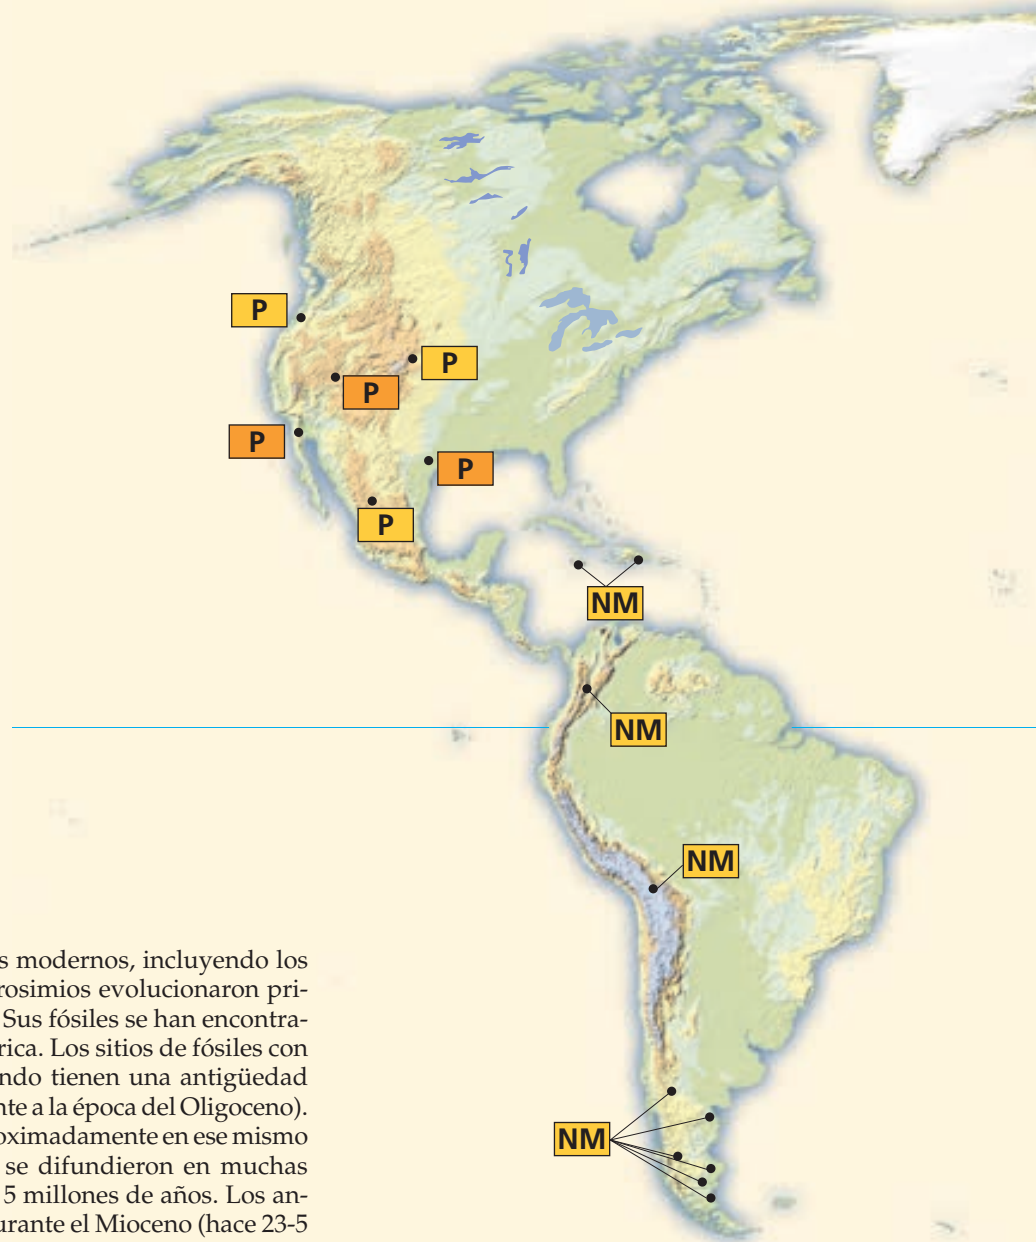 P
P
P
P
P
P
NM
NM
NM
s modernos, incluyendo los
rosimios evolucionaron pri-
Sus fósiles se han encontra-
rica. Los sitios de fósiles con
ndo tienen una antigüedad
nte a la época del Oligoceno).
oximadamente en ese mismo
se difundieron en muchas
5 millones de años. Los an-
urante el Mioceno (hace 23-5
NM